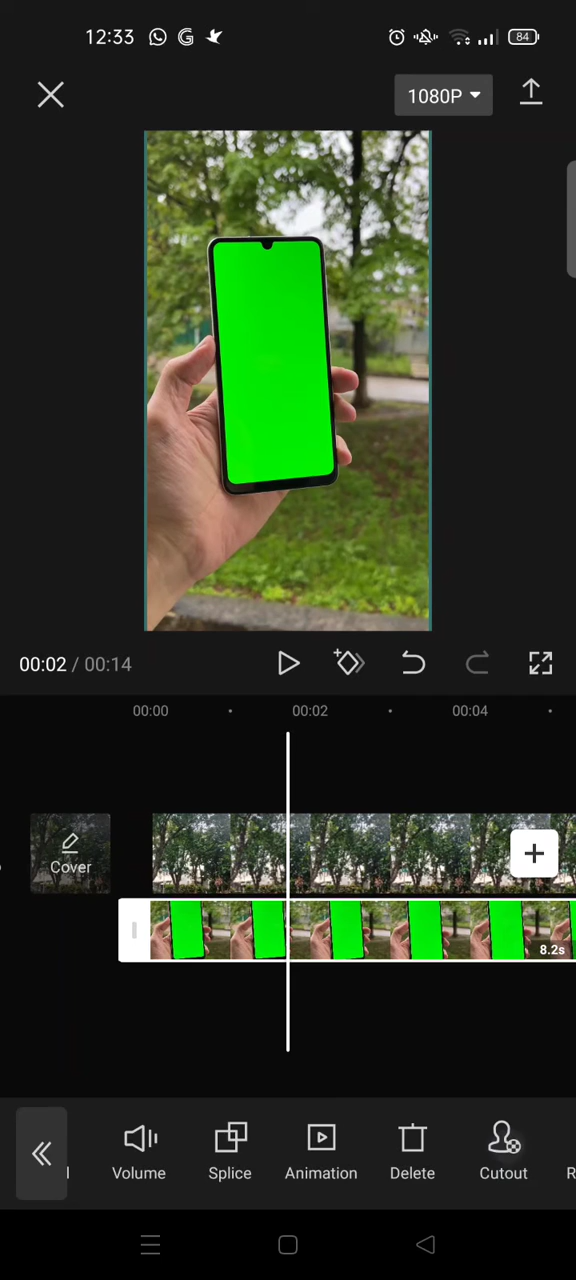 12:33
84
1080P
00:02 / 00:14
00:00
00:02
00:04
Cover
8.2s
Volume
Splice
Animation
Delete
Cutout
R